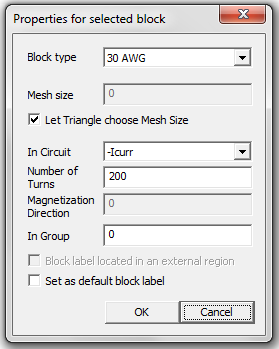 Properties for selected block
Block type
30 AWG
Mesh size
0
Let Triangle choose Mesh Size
In Circuit
-Icurr
Number of
Turns
200
Magnetization
Direction
0
In Group
0
Block label located in an external region
Set as default block label
OK
Cancel